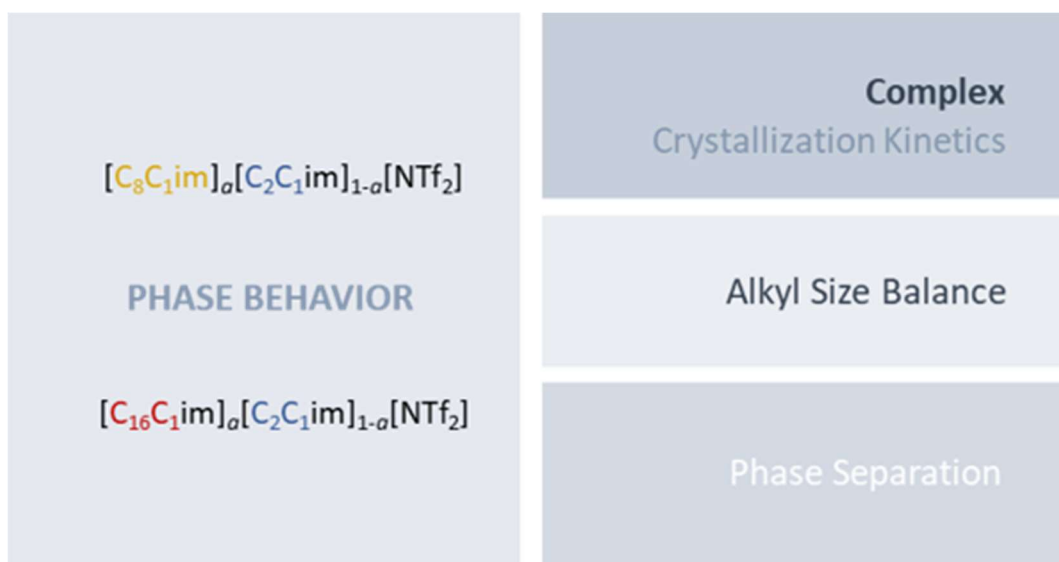 [C₈C₁im]ₐ[C₂C₁im]₁₋ₐ[NTf₂]
PHASE BEHAVIOR
[C₁₆C₁im]ₐ[C₂C₁im]₁₋ₐ[NTf₂]
Complex
Crystallization Kinetics
Alkyl Size Balance
Phase Separation